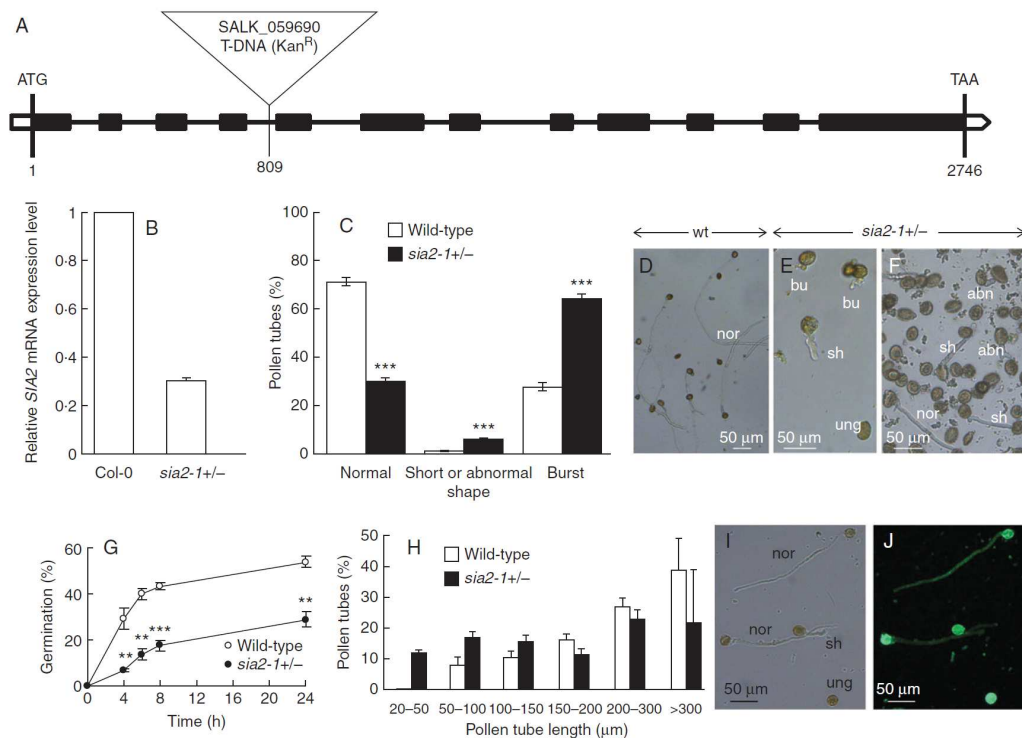 A
SALK_059690
T-DNA (KanR)
ATG
TAA
1
809
2746
B
Relative SIA2 mRNA expression level
1
0·8
0·6
0·4
0·2
0
Col-0
sia2-1+/–
C
Pollen tubes (%)
100
80
60
40
20
0
Wild-type
sia2-1+/–
***
***
***
Normal
Short or abnormal
shape
Burst
wt
sia2-1+/–
D
nor
50 μm
E
bu
bu
sh
ung
50 μm
F
abn
sh
abn
nor
sh
50 μm
G
Germination (%)
60
40
20
0
**
**
***
**
Wild-type
sia2-1+/–
0
4
8
12
16
20
24
Time (h)
H
Pollen tubes (%)
50
40
30
20
10
0
Wild-type
sia2-1+/–
20–50
50–100
100–150
150–200
200–300
>300
Pollen tube length (μm)
I
nor
nor
sh
ung
50 μm
J
50 μm